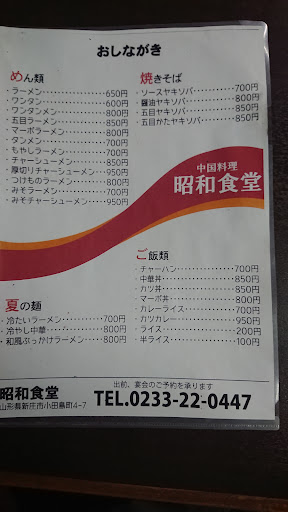 おしながき
めん類
・ラーメン……………650円
・ワンタン……………600円
・ワンタンメン………800円
・五目ラーメン………850円
・マーボラーメン……800円
・タンメン……………700円
・もやしラーメン……700円
・チャーシューメン…850円
・厚切りチャーシューメン…950円
・つけものラーメン…800円
・みそラーメン………700円
・みそチャーシューメン…950円
焼きそば
・ソースヤキソバ……700円
・醤油ヤキソバ………800円
・五目ヤキソバ………850円
・五目かたヤキソバ…850円
中国料理
昭和食堂
ご飯類
・チャーハン…………700円
・中華丼………………850円
・カツ丼………………850円
・マーボ丼……………800円
・カレーライス………700円
・カツカレー…………950円
・ライス………………200円
・半ライス……………100円
夏の麺
・冷たいラーメン……700円
・冷やし中華…………800円
・和風ぶっかけラーメン…800円
昭和食堂
山形県新庄市小田島町4-7
出前、宴会のご予約を承ります
TEL.0233-22-0447